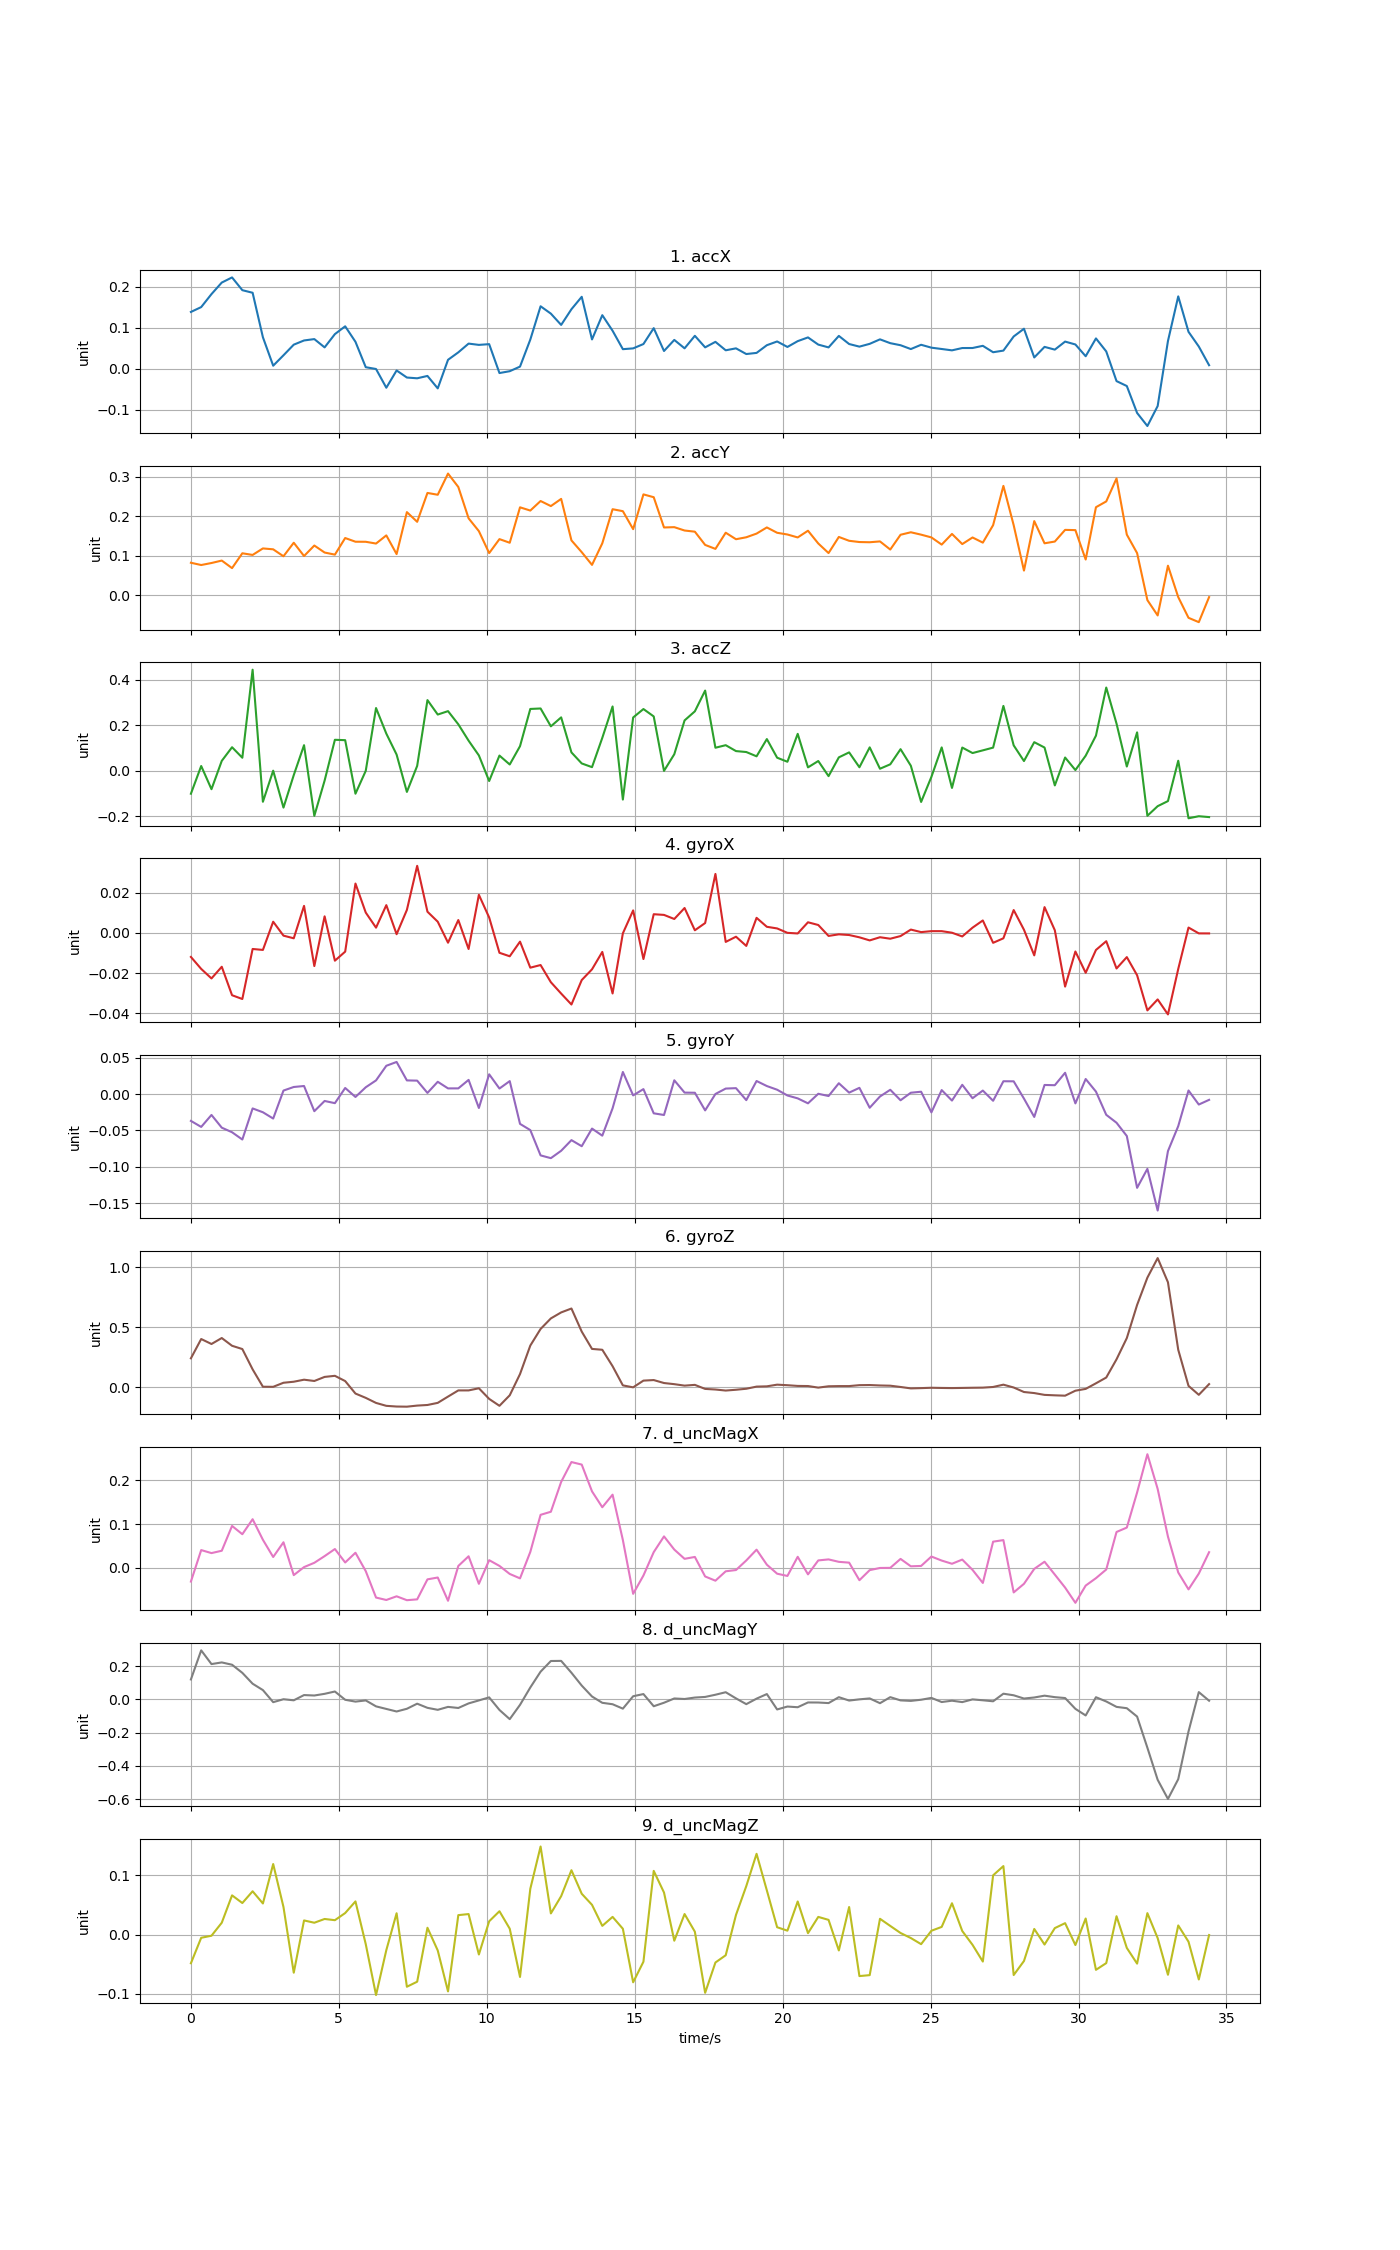 1. accX
0.2
0.1
0.0
−0.1
unit
2. accY
0.3
0.2
0.1
0.0
unit
3. accZ
0.4
0.2
0.0
−0.2
unit
4. gyroX
0.02
0.00
−0.02
−0.04
unit
5. gyroY
0.05
0.00
−0.05
−0.10
−0.15
unit
6. gyroZ
1.0
0.5
0.0
unit
7. d_uncMagX
0.2
0.1
0.0
unit
8. d_uncMagY
0.2
0.0
−0.2
−0.4
−0.6
unit
9. d_uncMagZ
0.1
0.0
−0.1
unit
0 5 10 15 20 25 30 35
time/s